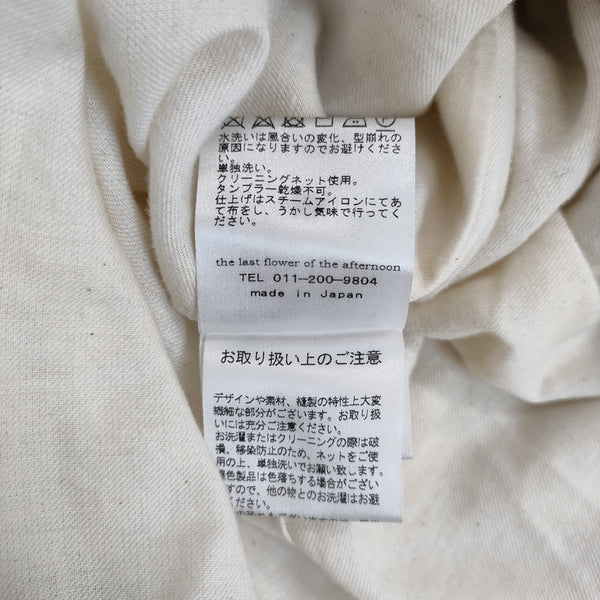 水洗いは風合いの変化、型崩れの
原因になりますのでお避けくださ
い。
単独洗い。
クリーニングネット使用。
タンブラー乾燥不可。
仕上げはスチームアイロンにてあ
て布をし、うかし気味で行ってく
ださい。
the last flower of the afternoon
TEL 011-200-9804
made in Japan
お取り扱い上のご注意
デザインや素材、縫製の特性上大変
繊細な部分がございます。お取り扱
いには充分ご注意ください。
お洗濯またはクリーニングの際は破
損、移染防止のため、ネットをご使
用の上、単独洗いでお願い致します。
色製品は色落ちする場合がござい
すので、他の物とのお洗濯はお避